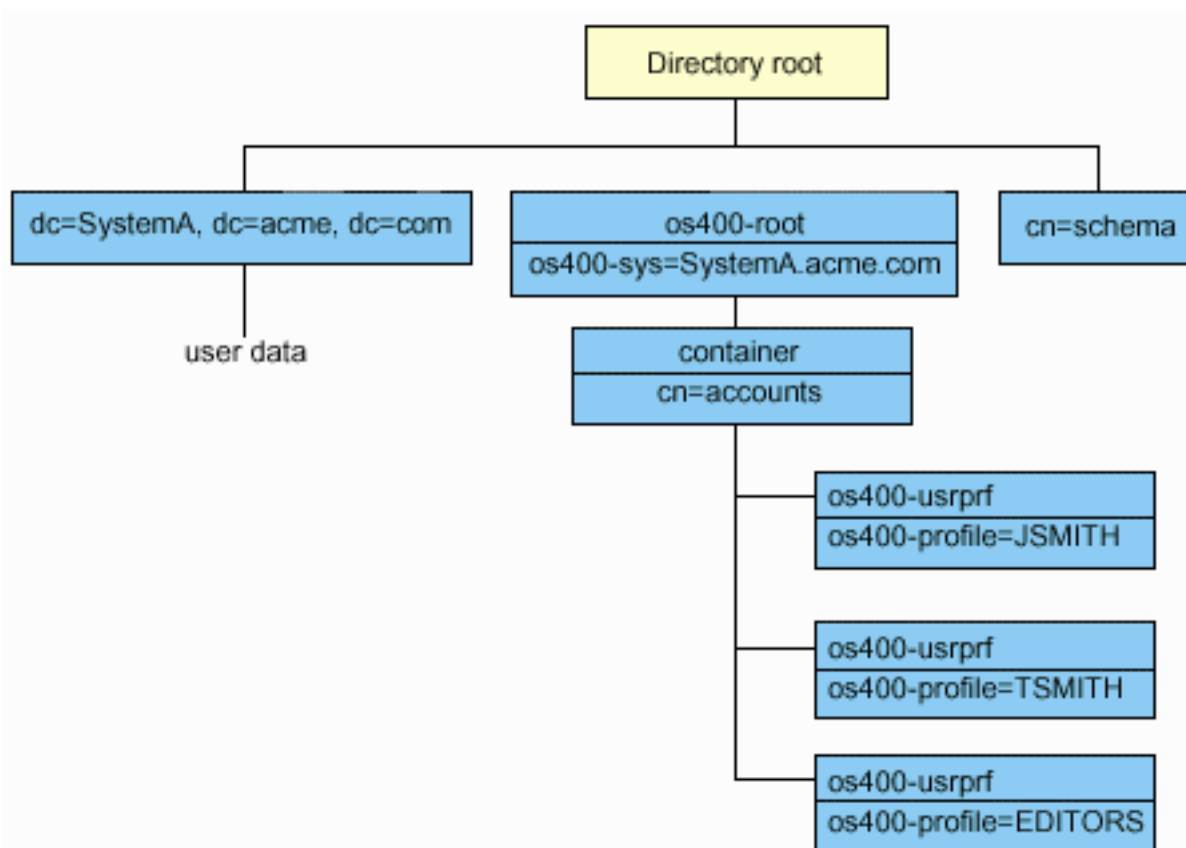 Directory root
dc=SystemA, dc=acme, dc=com
os400-root
os400-sys=SystemA.acme.com
cn=schema
user data
container
cn=accounts
os400-usrprf
os400-profile=JSMITH
os400-usrprf
os400-profile=TSMITH
os400-usrprf
os400-profile=EDITORS